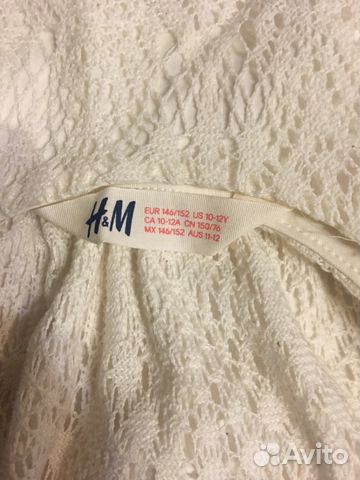 H&M
EUR 146/152 US 10-12Y
CA 10-12A CN 150/76
MX 146/152 AUS 11-12
Avito